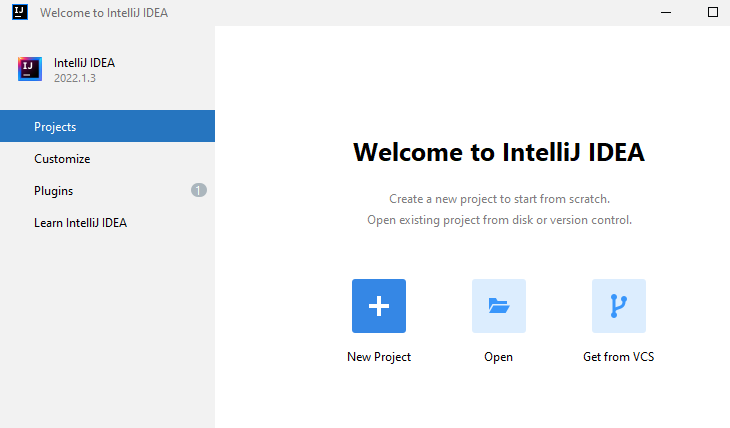 Welcome to IntelliJ IDEA
IntelliJ IDEA
2022.1.3
Projects
Customize
Plugins 1
Learn IntelliJ IDEA
Welcome to IntelliJ IDEA
Create a new project to start from scratch.
Open existing project from disk or version control.
New Project Open Get from VCS